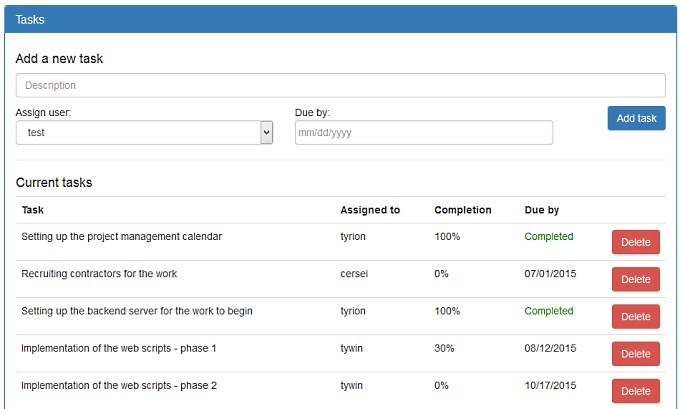 Tasks
Add a new task
Description
Assign user: Due by:
test mm/dd/yyyy Add task
Current tasks
Task Assigned to Completion Due by
Setting up the project management calendar tyrion 100% Completed Delete
Recruiting contractors for the work cersei 0% 07/01/2015 Delete
Setting up the backend server for the work to begin tyrion 100% Completed Delete
Implementation of the web scripts - phase 1 tywin 30% 08/12/2015 Delete
Implementation of the web scripts - phase 2 tywin 0% 10/17/2015 Delete